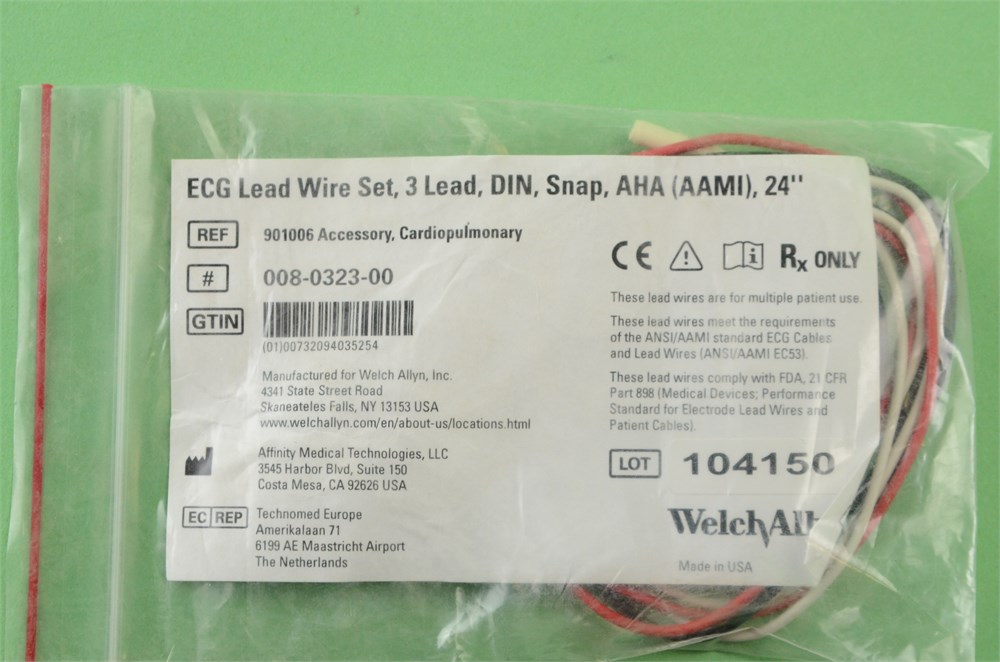 ECG Lead Wire Set, 3 Lead, DIN, Snap, AHA (AAMI), 24"
REF 901006 Accessory, Cardiopulmonary
# 008-0323-00
GTIN
(01)00732094035254
Manufactured for Welch Allyn, Inc.
4341 State Street Road
Skaneateles Falls, NY 13153 USA
www.welchallyn.com/en/about-us/locations.html
Affinity Medical Technologies, LLC
3545 Harbor Blvd, Suite 150
Costa Mesa, CA 92626 USA
EC REP Technomed Europe
Amerikalaan 71
6199 AE Maastricht Airport
The Netherlands
CE Rx ONLY
These lead wires are for multiple patient use.
These lead wires meet the requirements
of the ANSI/AAMI standard ECG Cables
and Lead Wires (ANSI/AAMI EC53).
These lead wires comply with FDA, 21 CFR
Part 898 (Medical Devices; Performance
Standard for Electrode Lead Wires and
Patient Cables).
LOT 104150
WelchAll
Made in USA